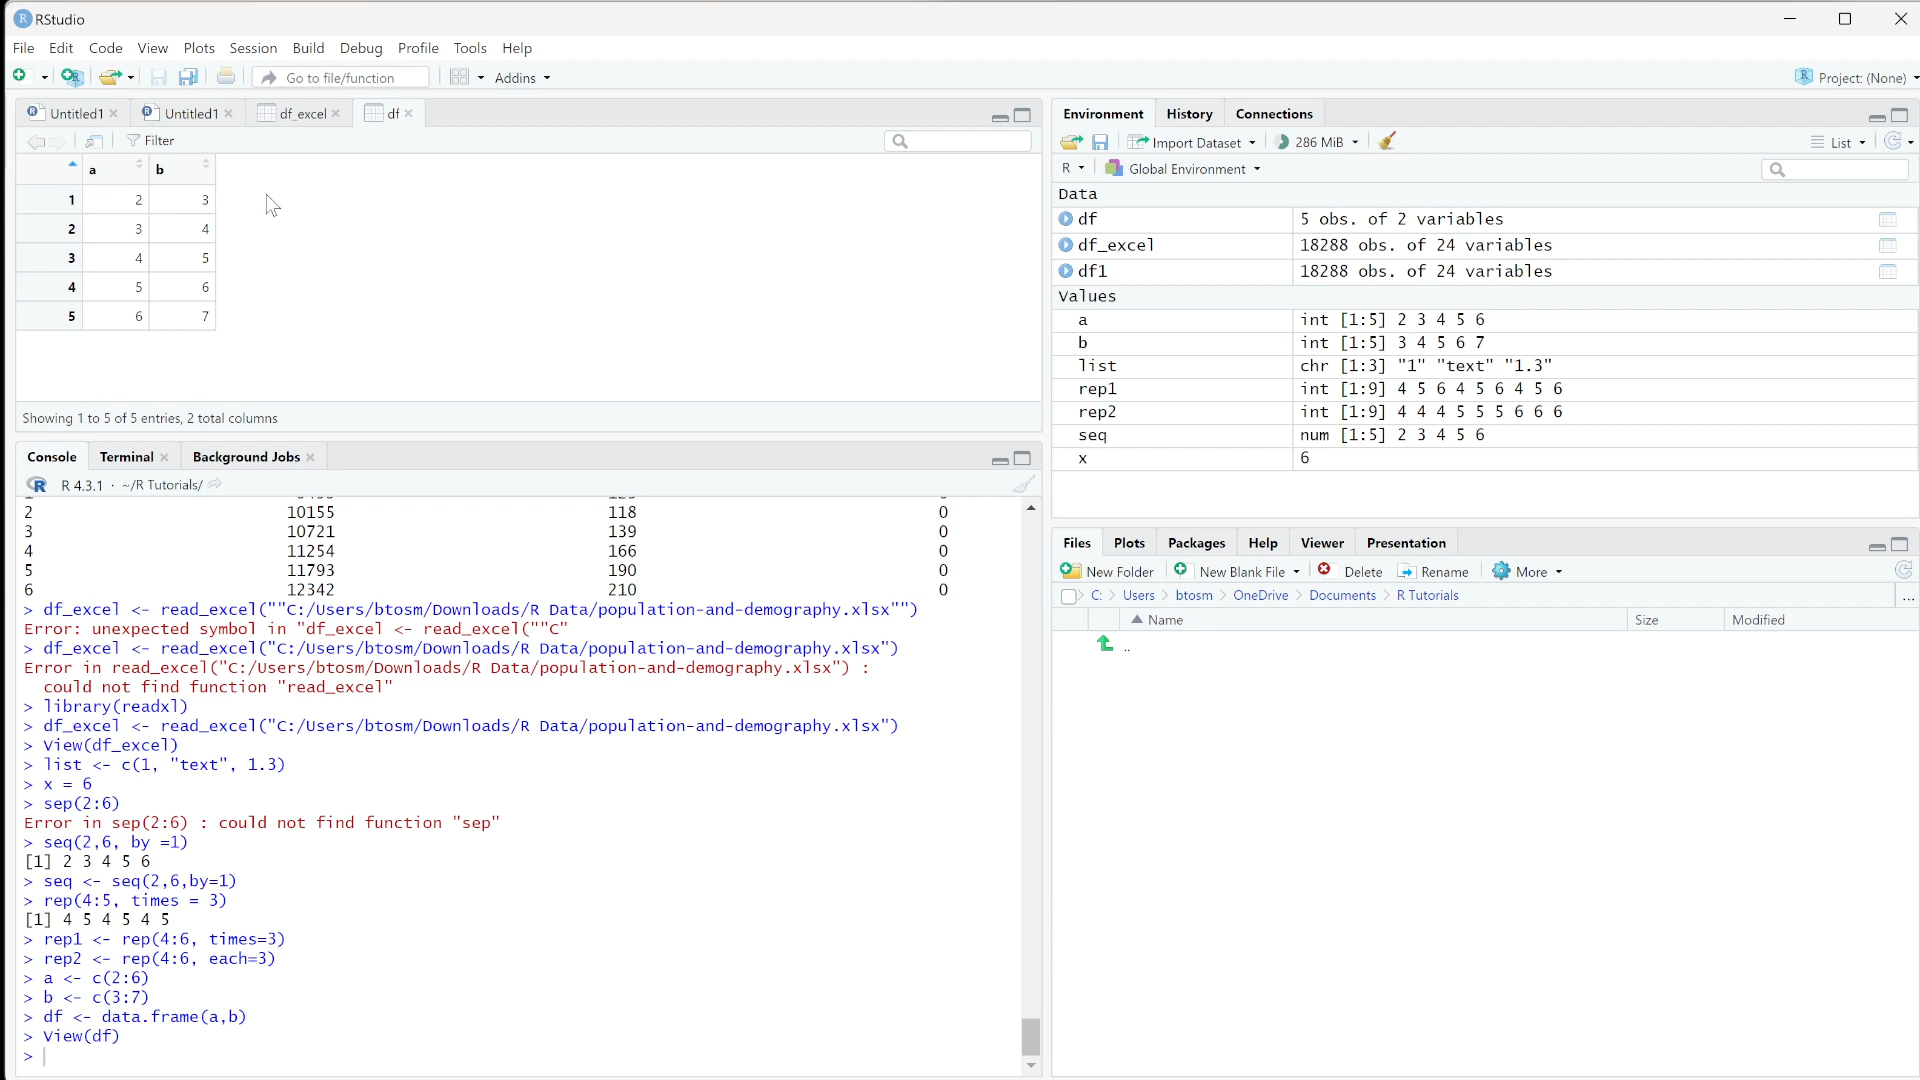 RStudio
File Edit Code View Plots Session Build Debug Profile Tools Help
Go to file/function Addins Project: (None)
Untitled1 Untitled1 df_excel df
Filter
a b
1 2 3
2 3 4
3 4 5
4 5 6
5 6 7
Showing 1 to 5 of 5 entries, 2 total columns
Console Terminal Background Jobs
R 4.3.1 · ~/R Tutorials/
2 10155 118 0
3 10721 139 0
4 11254 166 0
5 11793 190 0
6 12342 210 0
> df_excel <- read_excel(""C:/Users/btosm/Downloads/R Data/population-and-demography.xlsx"")
Error: unexpected symbol in "df_excel <- read_excel(""C"
> df_excel <- read_excel("C:/Users/btosm/Downloads/R Data/population-and-demography.xlsx")
Error in read_excel("C:/Users/btosm/Downloads/R Data/population-and-demography.xlsx") :
could not find function "read_excel"
> library(readxl)
> df_excel <- read_excel("C:/Users/btosm/Downloads/R Data/population-and-demography.xlsx")
> View(df_excel)
> list <- c(1, "text", 1.3)
> x = 6
> sep(2:6)
Error in sep(2:6) : could not find function "sep"
> seq(2,6, by =1)
[1] 2 3 4 5 6
> seq <- seq(2,6,by=1)
> rep(4:5, times = 3)
[1] 4 5 4 5 4 5
> rep1 <- rep(4:6, times=3)
> rep2 <- rep(4:6, each=3)
> a <- c(2:6)
> b <- c(3:7)
> df <- data.frame(a,b)
> View(df)
>
Environment History Connections
Import Dataset 286 MiB List
R Global Environment
Data
df 5 obs. of 2 variables
df_excel 18288 obs. of 24 variables
df1 18288 obs. of 24 variables
Values
a int [1:5] 2 3 4 5 6
b int [1:5] 3 4 5 6 7
list chr [1:3] "1" "text" "1.3"
rep1 int [1:9] 4 5 6 4 5 6 4 5 6
rep2 int [1:9] 4 4 4 5 5 5 6 6 6
seq num [1:5] 2 3 4 5 6
x 6
Files Plots Packages Help Viewer Presentation
New Folder New Blank File Delete Rename More
C: > Users > btosm > OneDrive > Documents > R Tutorials ...
Name Size Modified
..